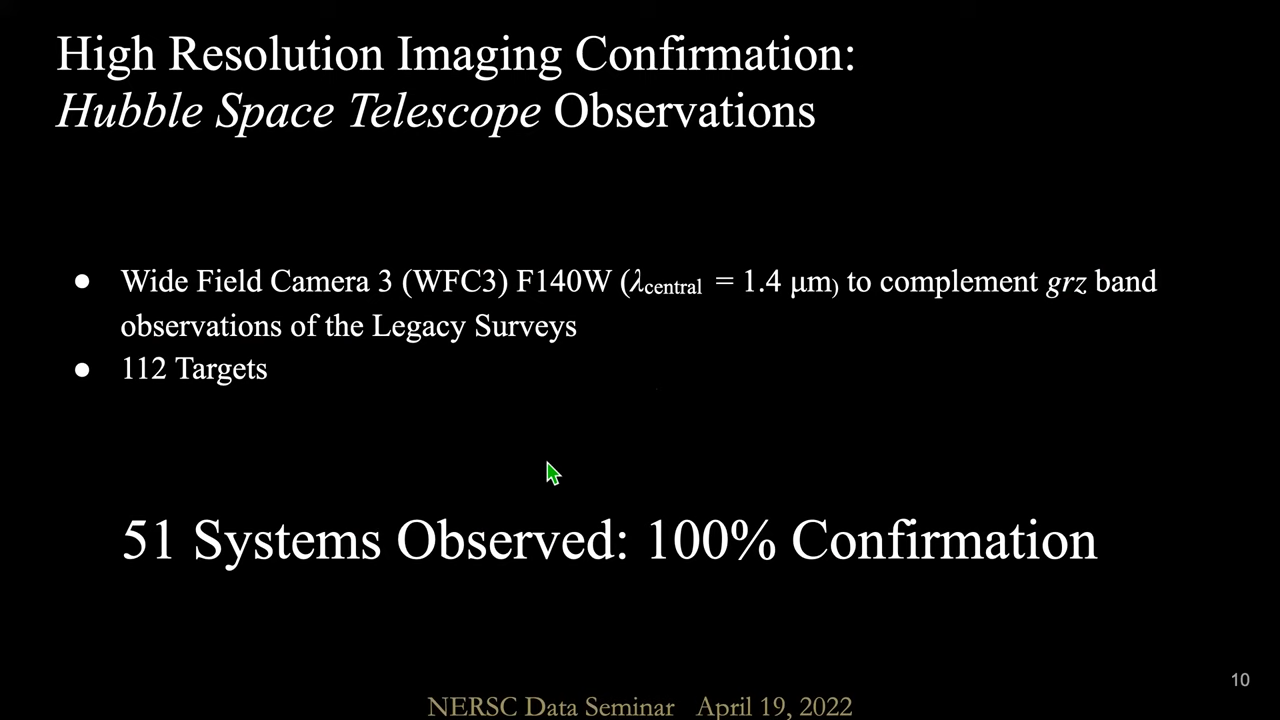 High Resolution Imaging Confirmation:
Hubble Space Telescope Observations
● Wide Field Camera 3 (WFC3) F140W (λcentral = 1.4 μm) to complement grz band
observations of the Legacy Surveys
● 112 Targets
51 Systems Observed: 100% Confirmation
10
NERSC Data Seminar April 19, 2022